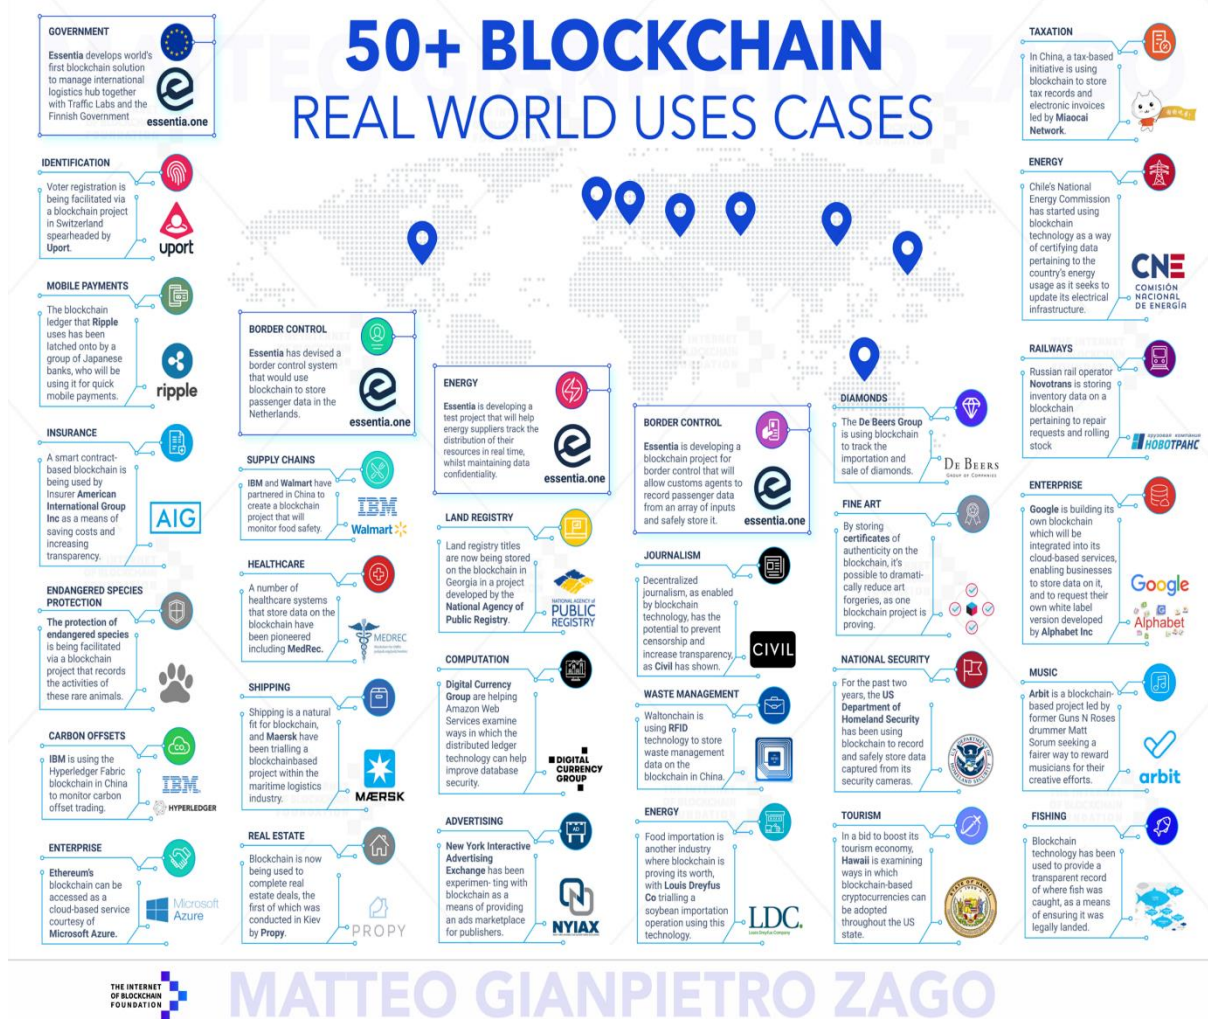 50+ BLOCKCHAIN
REAL WORLD USES CASES
GOVERNMENT
Essentia develops world's
first blockchain solution
to manage international
logistics hub together
with Traffic Labs and the
Finnish Government
essentia.one
IDENTIFICATION
Voter registration is
being facilitated via
a blockchain project
in Switzerland
spearheaded by
Uport.
uport
MOBILE PAYMENTS
The blockchain
ledger that Ripple
uses has been
latched onto by a
group of Japanese
banks, who will be
using it for quick
mobile payments.
ripple
INSURANCE
A smart contract-
based blockchain is
being used by
Insurer American
International Group
Inc as a means of
saving costs and
increasing
transparency.
AIG
ENDANGERED SPECIES
PROTECTION
The protection of
endangered species
is being facilitated
via a blockchain
project that records
the activities of
these rare animals.
CARBON OFFSETS
IBM is using the
Hyperledger Fabric
blockchain in China
to monitor carbon
offset trading.
IBM
HYPERLEDGER
ENTERPRISE
Ethereum's
blockchain can be
accessed as a
cloud-based service
courtesy of
Microsoft Azure.
Microsoft
Azure
BORDER CONTROL
Essentia has devised a
border control system
that would use
blockchain to store
passenger data in the
Netherlands.
essentia.one
SUPPLY CHAINS
IBM and Walmart have
partnered in China to
create a blockchain
project that will
monitor food safety.
IBM
Walmart
HEALTHCARE
A number of
healthcare systems
that store data on the
blockchain have
been pioneered
including MedRec.
MEDREC
SHIPPING
Shipping is a natural
fit for blockchain,
and Maersk have
been trialling a
blockchainbased
project within the
maritime logistics
industry.
MÆRSK
REAL ESTATE
Blockchain is now
being used to
complete real
estate deals, the
first of which was
conducted in Kiev
by Propy.
PROPY
ENERGY
Essentia is developing a
test project that will help
energy suppliers track the
distribution of their
resources in real time,
whilst maintaining data
confidentiality.
essentia.one
LAND REGISTRY
Land registry titles
are now being stored
on the blockchain in
Georgia in a project
developed by the
National Agency of
Public Registry.
NATIONAL AGENCY of
PUBLIC
REGISTRY
COMPUTATION
Digital Currency
Group are helping
Amazon Web
Services examine
ways in which the
distributed ledger
technology can help
improve database
security.
DIGITAL
CURRENCY
GROUP
ADVERTISING
New York Interactive
Advertising
Exchange has been
experimen- ting with
blockchain as a
means of providing
an ads marketplace
for publishers.
AD
NYIAX
BORDER CONTROL
Essentia is developing a
blockchain project for
border control that will
allow customs agents to
record passenger data
from an array of inputs
and safely store it.
essentia.one
JOURNALISM
Decentralized
journalism, as enabled
by blockchain
technology, has the
potential to prevent
censorship and
increase transparency,
as Civil has shown.
CIVIL
WASTE MANAGEMENT
Waltonchain is
using RFID
technology to store
waste management
data on the
blockchain in China.
ENERGY
Food importation is
another industry
where blockchain is
proving its worth,
with Louis Dreyfus
Co trialling a
soybean importation
operation using this
technology.
LDC.
Louis Dreyfus Company
DIAMONDS
The De Beers Group
is using blockchain
to track the
importation and
sale of diamonds.
DE BEERS
GROUP OF COMPANIES
FINE ART
By storing
certificates of
authenticity on the
blockchain, it's
possible to dramati-
cally reduce art
forgeries, as one
blockchain project is
proving.
NATIONAL SECURITY
For the past two
years, the US
Department of
Homeland Security
has been using
blockchain to record
and safely store data
captured from its
security cameras.
TOURISM
In a bid to boost its
tourism economy,
Hawaii is examining
ways in which
blockchain-based
cryptocurrencies can
be adopted
throughout the US
state.
STATE OF HAWAII
TAXATION
In China, a tax-based
initiative is using
blockchain to store
tax records and
electronic invoices
led by Miaocai
Network.
ENERGY
Chile's National
Energy Commission
has started using
blockchain
technology as a way
of certifying data
pertaining to the
country's energy
usage as it seeks to
update its electrical
infrastructure.
CNE
COMISIÓN
NACIONAL
DE ENERGÍA
RAILWAYS
Russian rail operator
Novotrans is storing
inventory data on a
blockchain
pertaining to repair
requests and rolling
stock
НОВОТРАНС
ENTERPRISE
Google is building its
own blockchain
which will be
integrated into its
cloud-based services,
enabling businesses
to store data on it,
and to request their
own white label
version developed
by Alphabet Inc
Google
Alphabet
MUSIC
Arbit is a blockchain-
based project led by
former Guns N Roses
drummer Matt
Sorum seeking a
fairer way to reward
musicians for their
creative efforts.
arbit
FISHING
Blockchain
technology has been
used to provide a
transparent record
of where fish was
caught, as a means
of ensuring it was
legally landed.
THE INTERNET
OF BLOCKCHAIN
FOUNDATION
MATTEO GIANPIETRO ZAGO